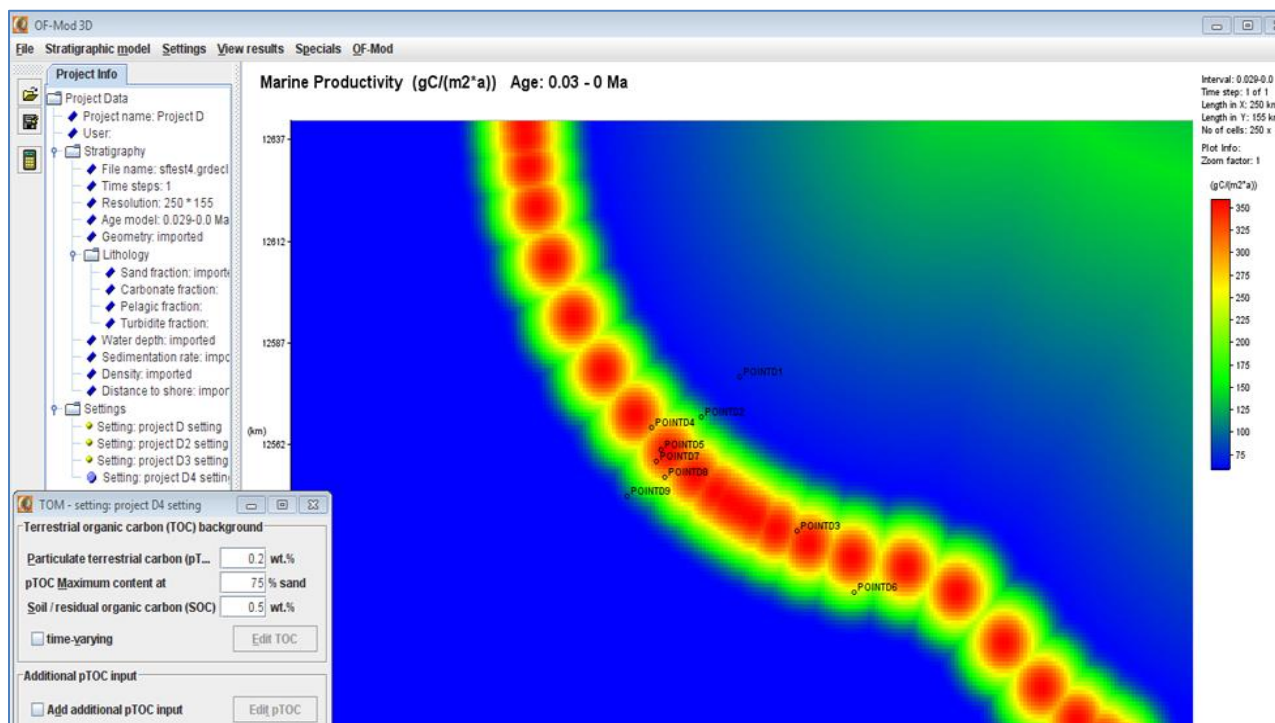 OF-Mod 3D
File Stratigraphic model Settings View results Specials OF-Mod
Project Info
Project Data
Project name: Project D
User:
Stratigraphy
File name: sftest4.grdecl
Time steps: 1
Resolution: 250 * 155
Age model: 0.029-0.0 Ma
Geometry: imported
Lithology
Sand fraction: importe
Carbonate fraction:
Pelagic fraction:
Turbidite fraction:
Water depth: imported
Sedimentation rate: impo
Density: imported
Distance to shore: impor
Settings
Setting: project D setting
Setting: project D2 setting
Setting: project D3 setting
Setting: project D4 settin
TOM - setting: project D4 setting
Terrestrial organic carbon (TOC) background
Particulate terrestrial carbon (pT... 0.2 wt.%
pTOC Maximum content at 75 % sand
Soil / residual organic carbon (SOC) 0.5 wt.%
time-varying Edit TOC
Additional pTOC input
Add additional pTOC input Edit pTOC
Marine Productivity (gC/(m2*a)) Age: 0.03 - 0 Ma
12637
12612
12587
(km) 12562
POINTD1
POINTD2
POINTD4
POINTD5
POINTD7
POINTD8
POINTD9
POINTD3
POINTD6
Interval: 0.029-0.0
Time step: 1 of 1
Length in X: 250 km
Length in Y: 155 km
No of cells: 250 x
Plot Info:
Zoom factor: 1
(gC/(m2*a))
350
300
250
225
200
175
150
125
100
75